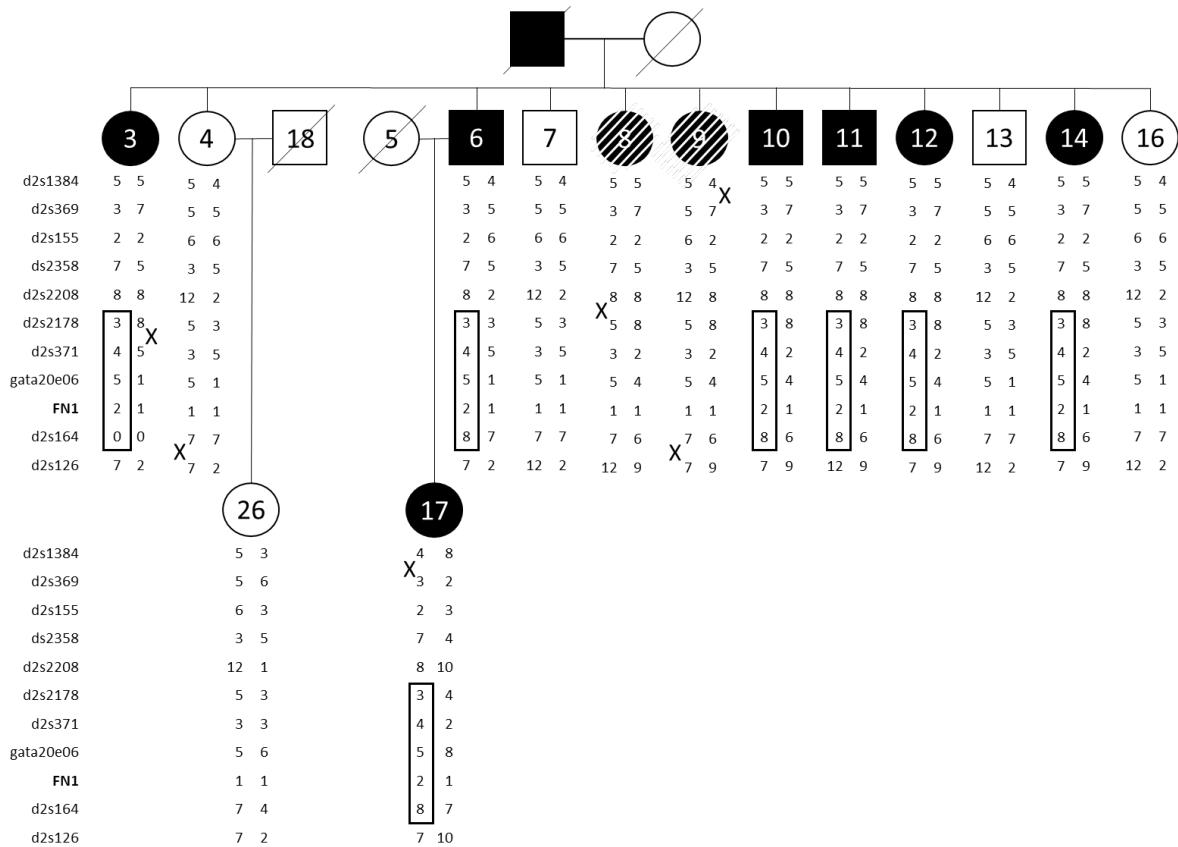 3 4 18 5 6 7 8 9 10 11 12 13 14 16
d2s1384 5 5 5 4 5 4 5 4 5 5 5 4 5 5 5 5 5 5 5 4 5 5 5 4
X
d2s369 3 7 5 5 3 5 5 5 3 7 5 7 3 7 3 7 3 7 5 5 3 7 5 5
d2s155 2 2 6 6 2 6 6 6 2 2 6 2 2 2 2 2 2 2 6 6 2 2 6 6
ds2358 7 5 3 5 7 5 3 5 7 5 3 5 7 5 7 5 7 5 3 5 7 5 3 5
d2s2208 8 8 12 2 8 2 12 2 8 8 12 8 8 8 8 8 8 8 12 2 8 8 12 2
X
d2s2178 3 8 5 3 3 3 5 3 5 8 5 8 3 8 3 8 3 8 5 3 3 8 5 3
X
d2s371 4 5 3 5 4 5 3 5 3 2 3 2 4 2 4 2 4 2 3 5 4 2 3 5
gata20e06 5 1 5 1 5 1 5 1 5 4 5 4 5 4 5 4 5 4 5 1 5 4 5 1
FN1 2 1 1 1 2 1 1 1 1 1 1 1 2 1 2 1 2 1 1 1 2 1 1 1
d2s164 0 0 7 7 8 7 7 7 7 6 7 6 8 6 8 6 8 6 7 7 8 6 7 7
X X
d2s126 7 2 7 2 7 2 12 2 12 9 7 9 7 9 12 9 7 9 12 2 7 9 12 2
26 17
d2s1384 5 3 4 8
X
d2s369 5 6 3 2
d2s155 6 3 2 3
ds2358 3 5 7 4
d2s2208 12 1 8 10
d2s2178 5 3 3 4
d2s371 3 3 4 2
gata20e06 5 6 5 8
FN1 1 1 2 1
d2s164 7 4 8 7
d2s126 7 2 7 10